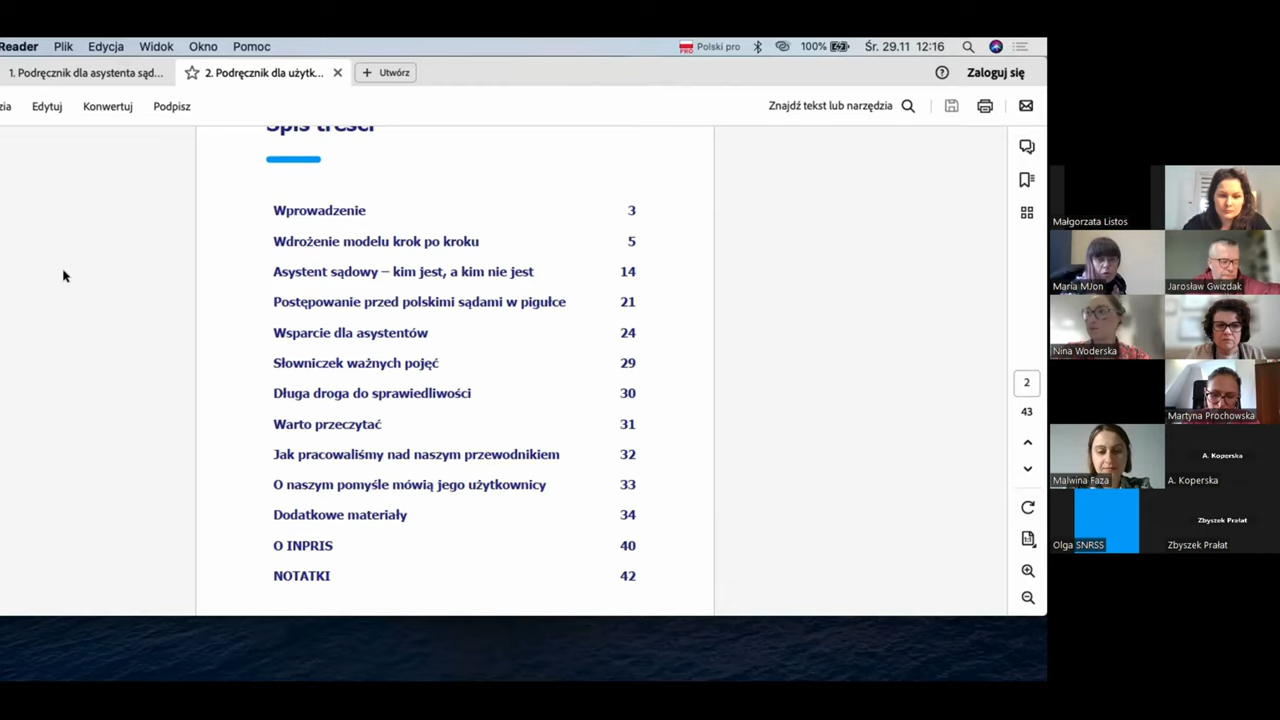 Reader Plik Edycja Widok Okno Pomoc Polski pro 100% Śr. 29.11 12:16
1. Podręcznik dla asystenta sąd... 2. Podręcznik dla użytk... Utwórz Zaloguj się
zia Edytuj Konwertuj Podpisz Znajdź tekst lub narzędzia
Spis treści
Wprowadzenie 3
Wdrożenie modelu krok po kroku 5
Asystent sądowy – kim jest, a kim nie jest 14
Postępowanie przed polskimi sądami w pigułce 21
Wsparcie dla asystentów 24
Słowniczek ważnych pojęć 29
Długa droga do sprawiedliwości 30
Warto przeczytać 31
Jak pracowaliśmy nad naszym przewodnikiem 32
O naszym pomyśle mówią jego użytkownicy 33
Dodatkowe materiały 34
O INPRIS 40
NOTATKI 42
2
43
Małgorzata Listos
Maria MJon Jarosław Gwizdak
Nina Woderska
Martyna Prochowska
A. Koperska
Malwina Faza A. Koperska
Zbyszek Prałat
Olga SNRSS Zbyszek Prałat